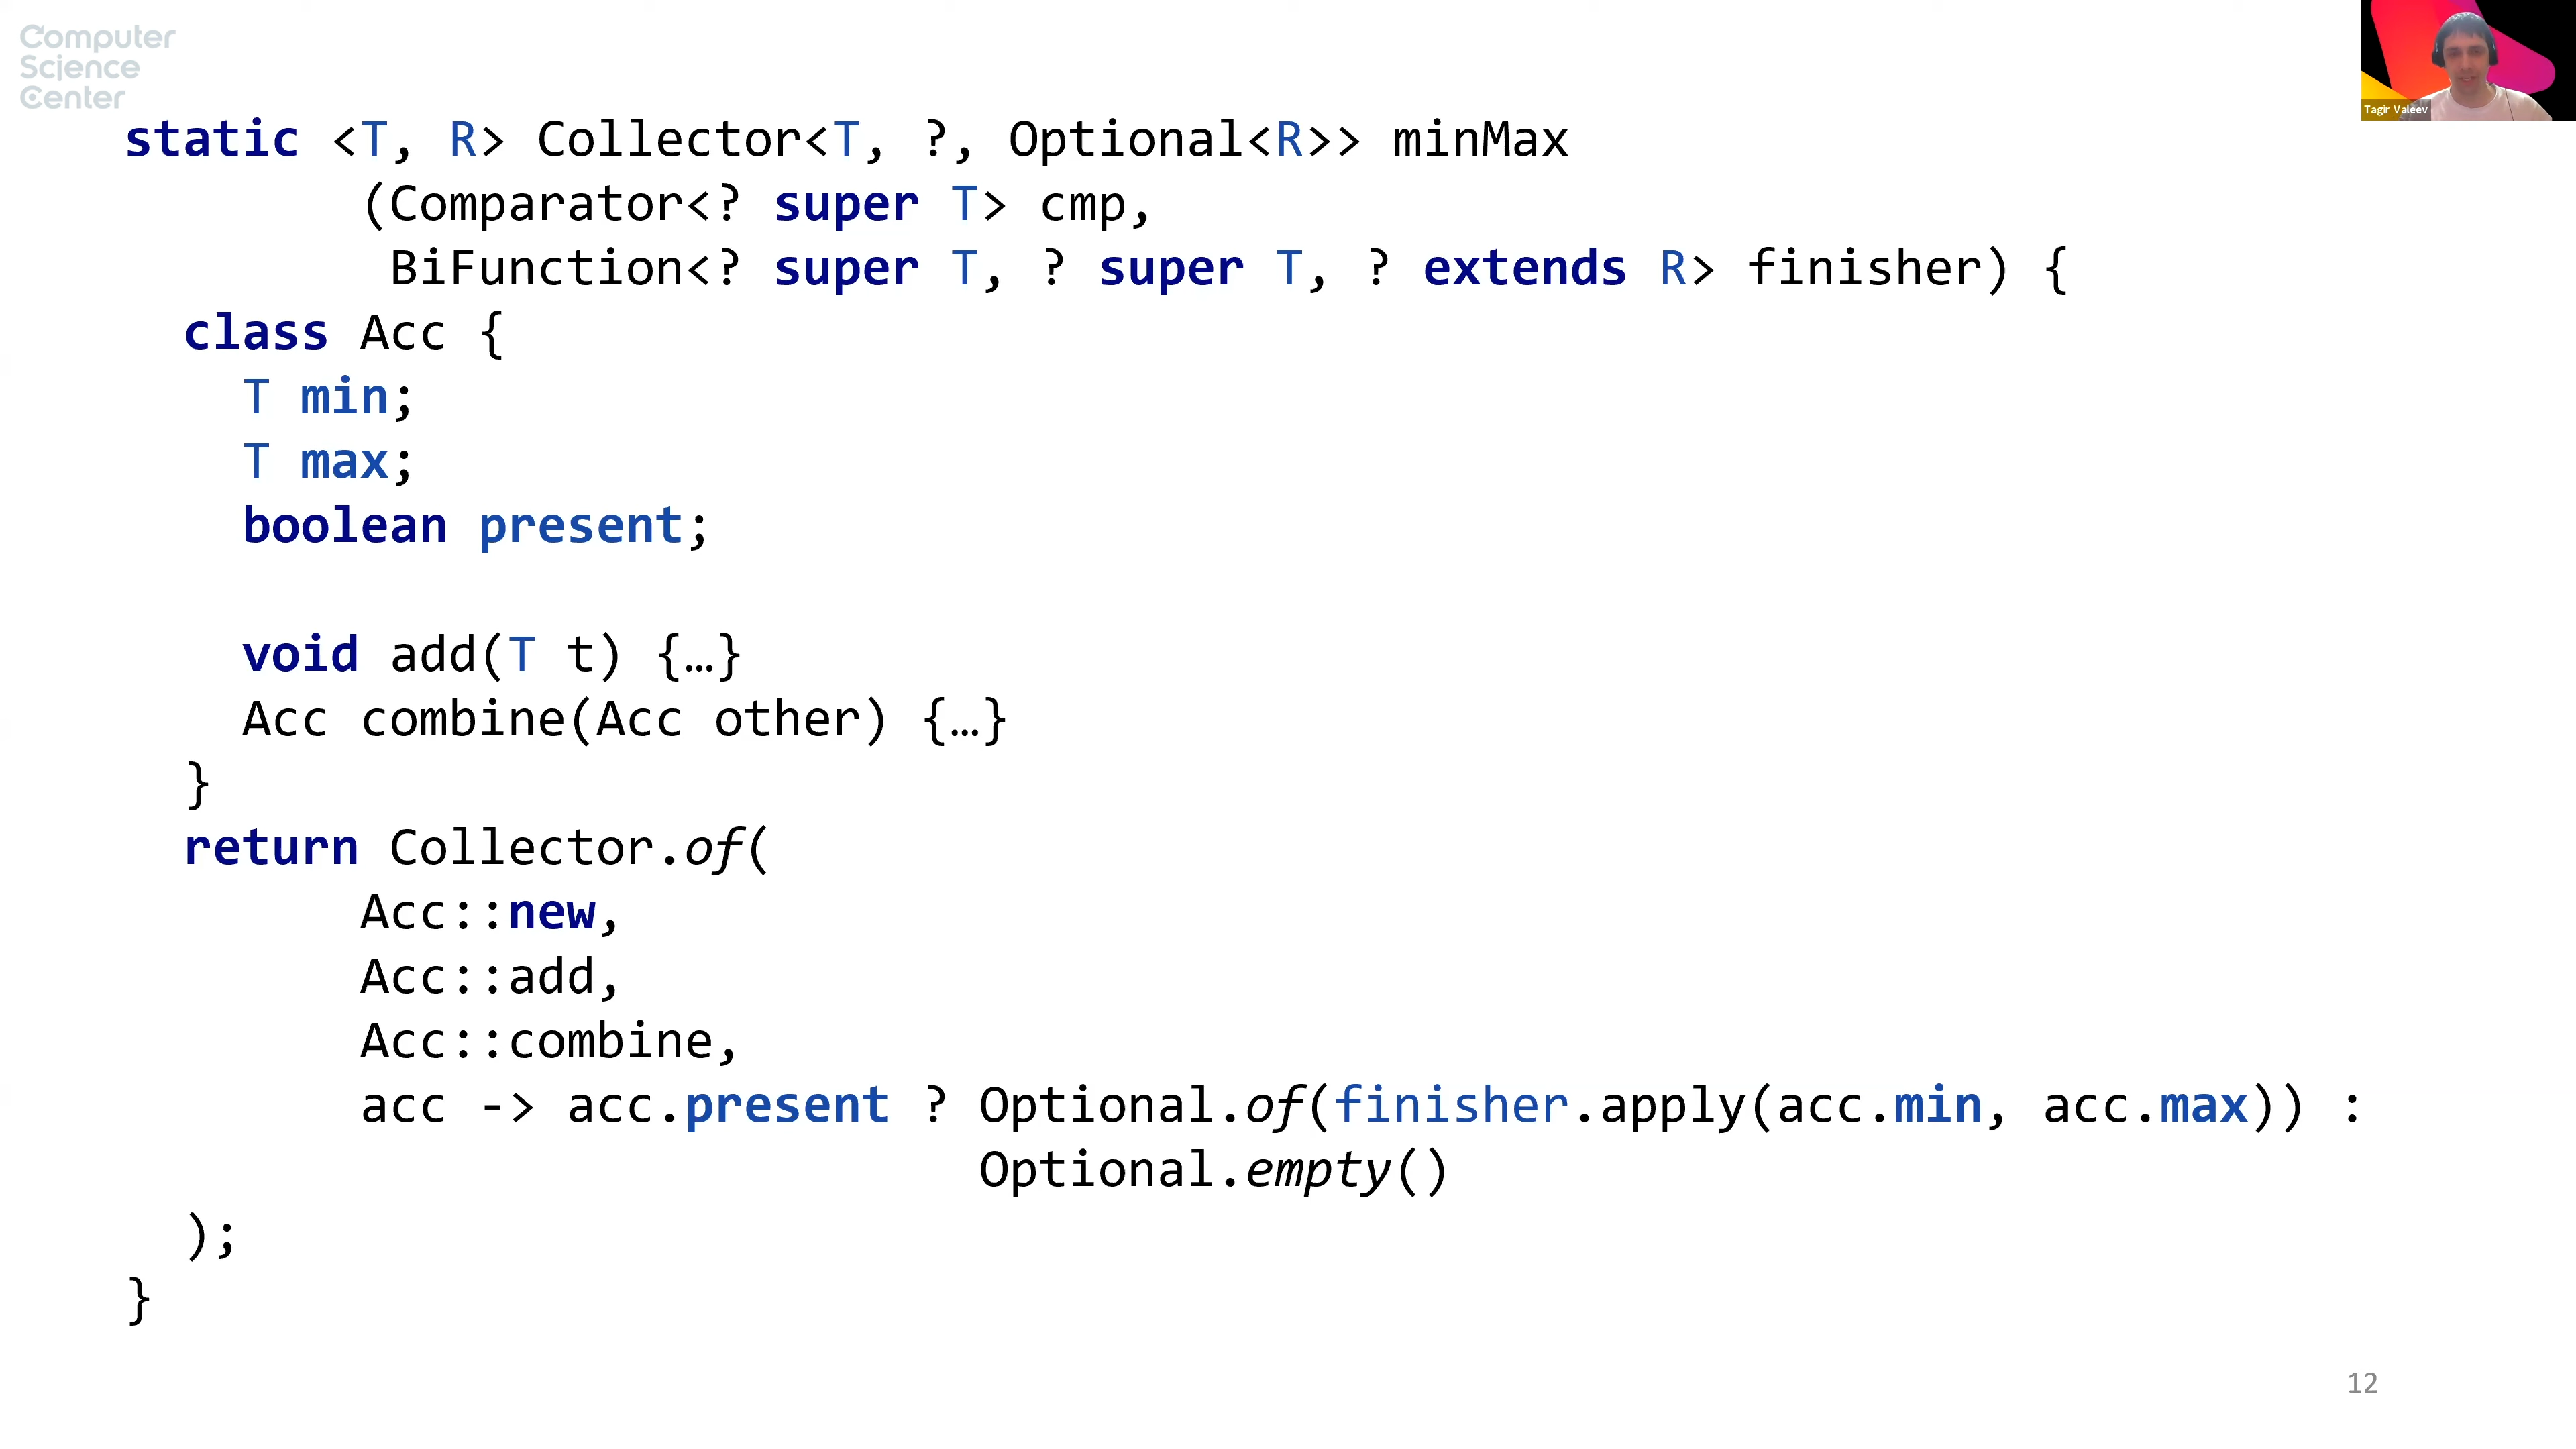 Computer
Science
Center
Tagir Valeev
static <T, R> Collector<T, ?, Optional<R>> minMax
(Comparator<? super T> cmp,
BiFunction<? super T, ? super T, ? extends R> finisher) {
class Acc {
T min;
T max;
boolean present;
void add(T t) {…}
Acc combine(Acc other) {…}
}
return Collector.of(
Acc::new,
Acc::add,
Acc::combine,
acc -> acc.present ? Optional.of(finisher.apply(acc.min, acc.max)) :
Optional.empty()
);
}
12